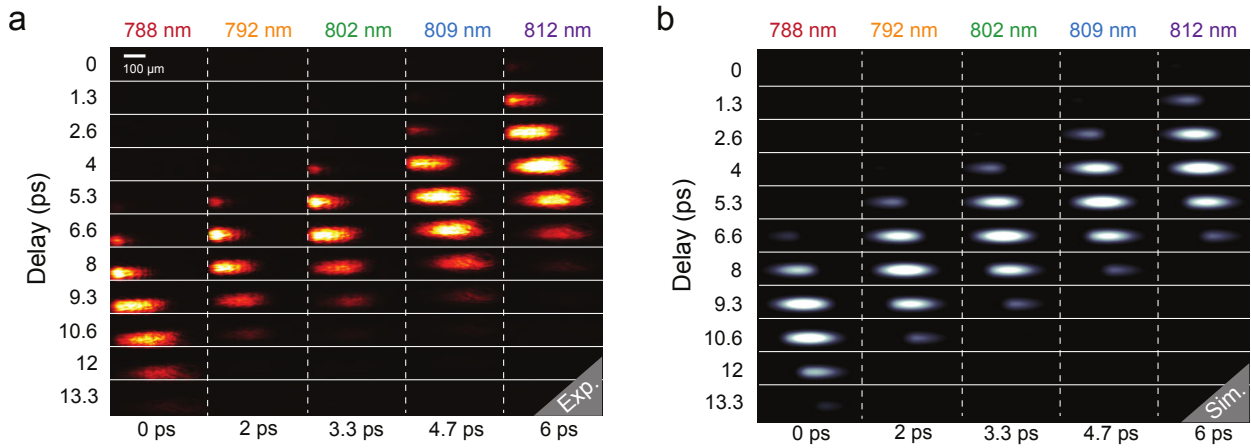 a
788 nm 792 nm 802 nm 809 nm 812 nm
100 µm
Delay (ps)
0
1.3
2.6
4
5.3
6.6
8
9.3
10.6
12
13.3
Exp.
0 ps 2 ps 3.3 ps 4.7 ps 6 ps
b
788 nm 792 nm 802 nm 809 nm 812 nm
Delay (ps)
0
1.3
2.6
4
5.3
6.6
8
9.3
10.6
12
13.3
Sim.
0 ps 2 ps 3.3 ps 4.7 ps 6 ps